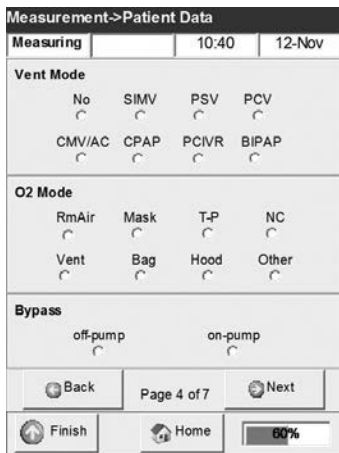 Measurement->Patient Data
Measuring 10:40 12-Nov
Vent Mode
No SIMV PSV PCV
CMV/AC CPAP PCIVR BIPAP
O2 Mode
RmAir Mask T-P NC
Vent Bag Hood Other
Bypass
off-pump on-pump
Back Page 4 of 7 Next
Finish Home 60%